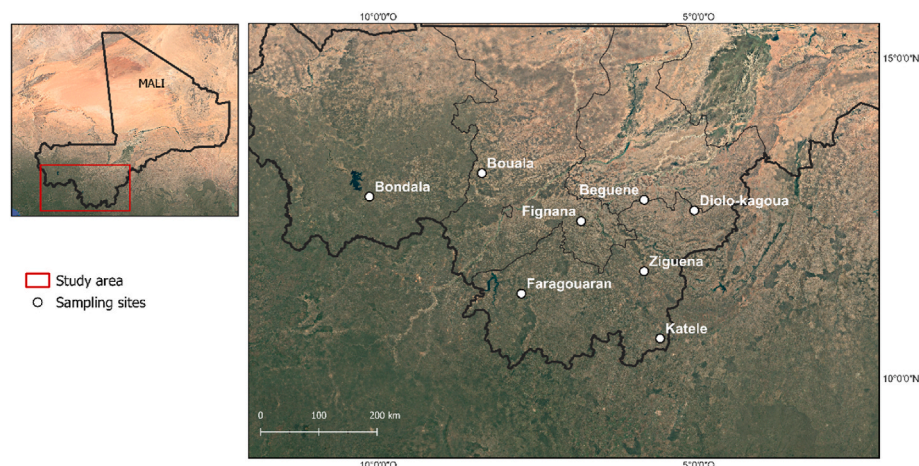 10°0'0"N 5°0'0"N
MALI
15°0'0"N
Bouala
Bondala
Beguene
Diolo-kagoua
Fignana
Ziguena
Study area
Sampling sites
Faragouaran
Katele
10°0'0"N
0 100 200 km
10°0'0"N 5°0'0"N